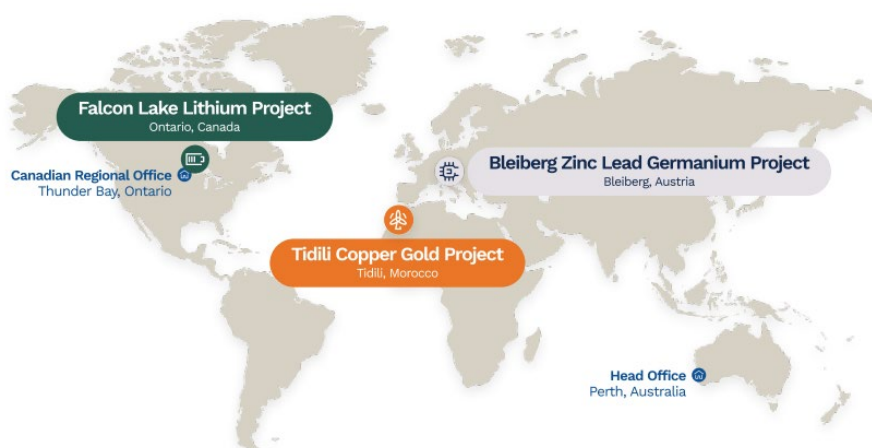 Falcon Lake Lithium Project
Ontario, Canada
Canadian Regional Office
Thunder Bay, Ontario
Bleiberg Zinc Lead Germanium Project
Bleiberg, Austria
Tidili Copper Gold Project
Tidili, Morocco
Head Office
Perth, Australia